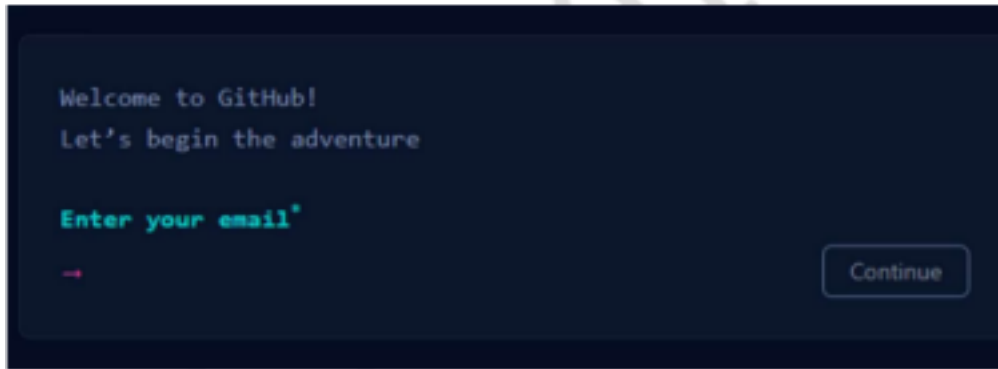 Welcome to GitHub!
Let’s begin the adventure
Enter your email*
→
Continue